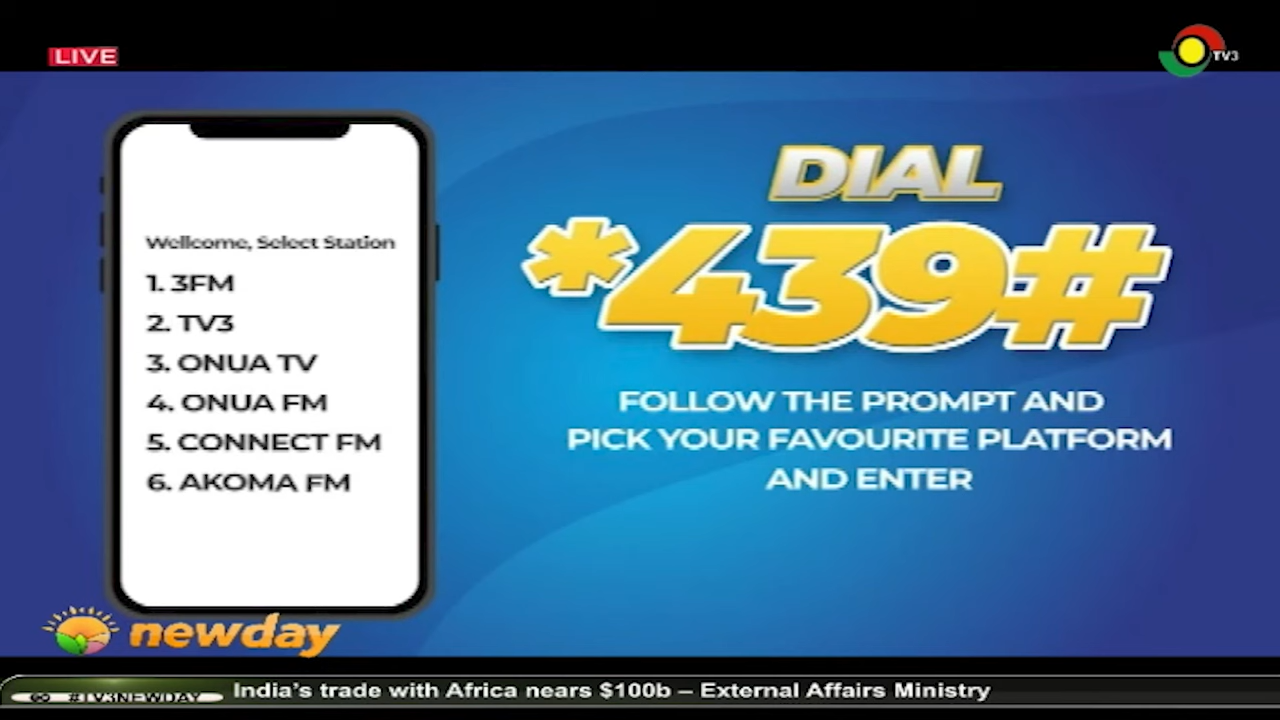 LIVE
TV3
DIAL
*439#
FOLLOW THE PROMPT AND
PICK YOUR FAVOURITE PLATFORM
AND ENTER
Wellcome, Select Station
1. 3FM
2. TV3
3. ONUA TV
4. ONUA FM
5. CONNECT FM
6. AKOMA FM
newday
#TV3NEWDAY
India's trade with Africa nears $100b – External Affairs Ministry